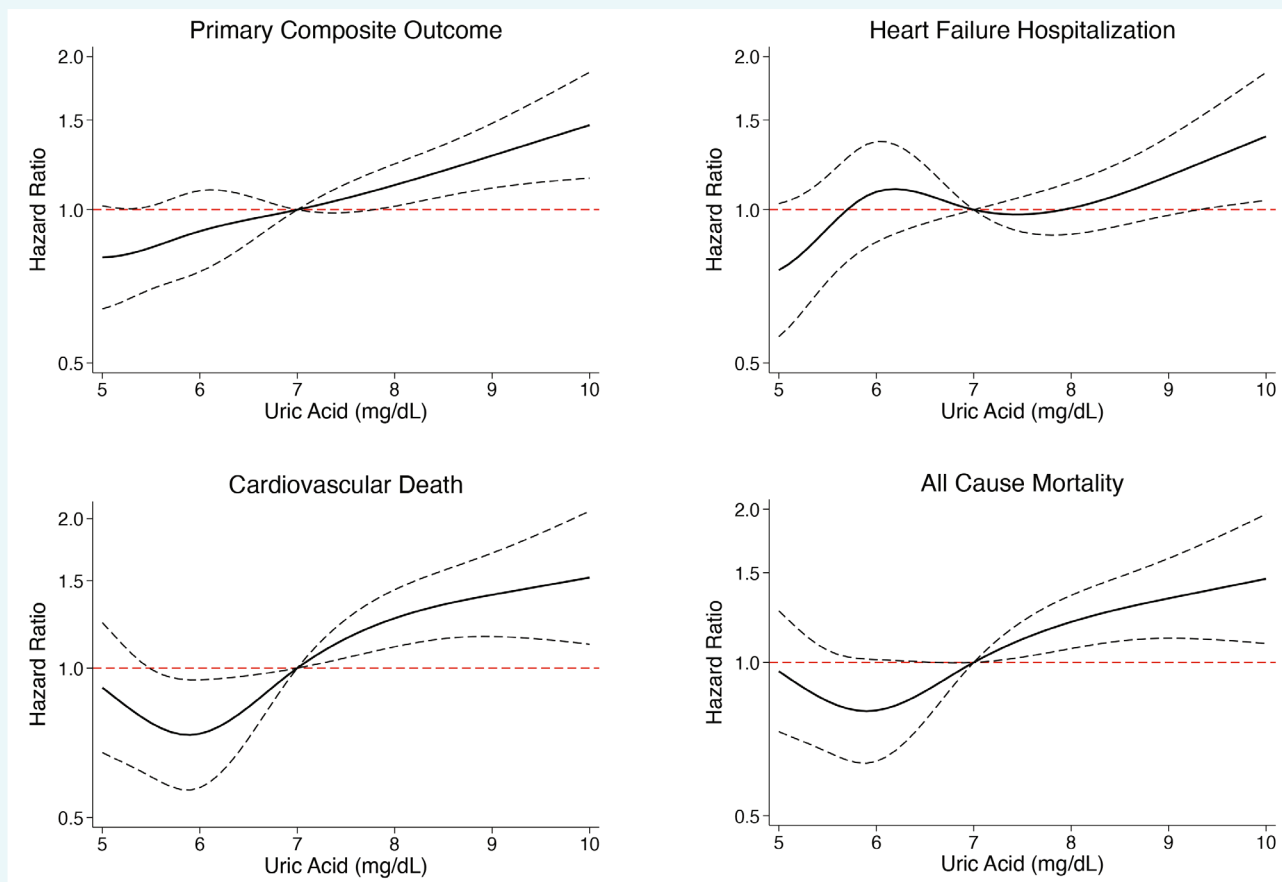 Primary Composite Outcome
Hazard Ratio
2.0
1.5
1.0
0.5
5 6 7 8 9 10
Uric Acid (mg/dL)
Heart Failure Hospitalization
Hazard Ratio
2.0
1.5
1.0
0.5
5 6 7 8 9 10
Uric Acid (mg/dL)
Cardiovascular Death
Hazard Ratio
2.0
1.5
1.0
0.5
5 6 7 8 9 10
Uric Acid (mg/dL)
All Cause Mortality
Hazard Ratio
2.0
1.5
1.0
0.5
5 6 7 8 9 10
Uric Acid (mg/dL)